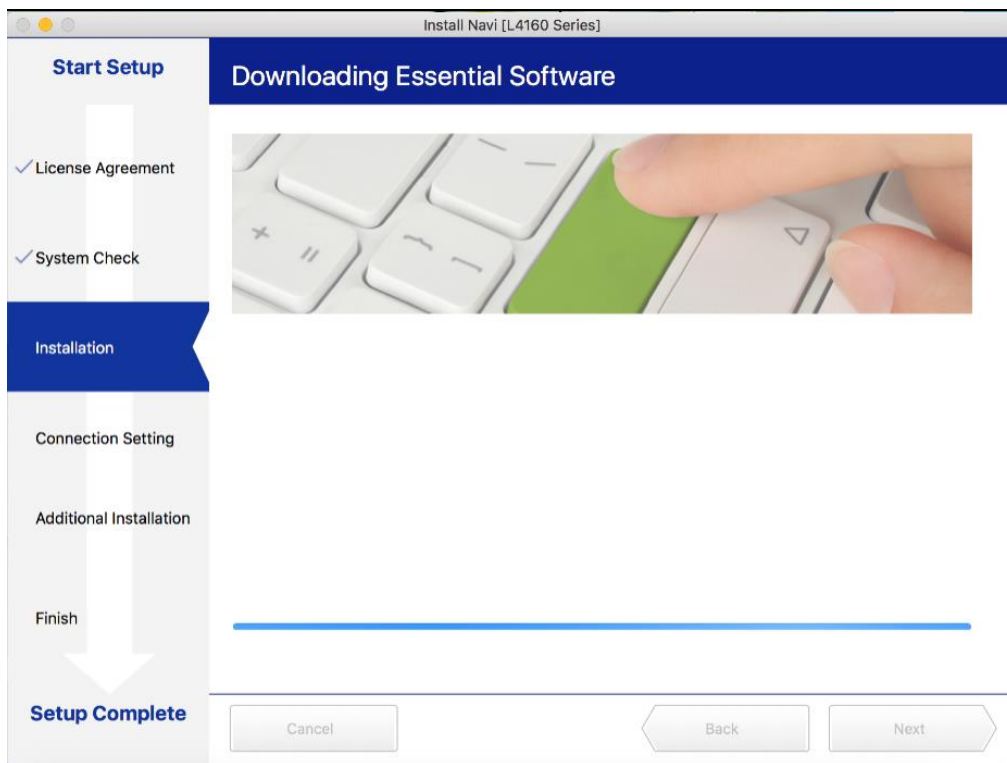 Install Navi [L4160 Series]
Start Setup
Downloading Essential Software
License Agreement
System Check
Installation
Connection Setting
Additional Installation
Finish
Setup Complete
Cancel
Back
Next